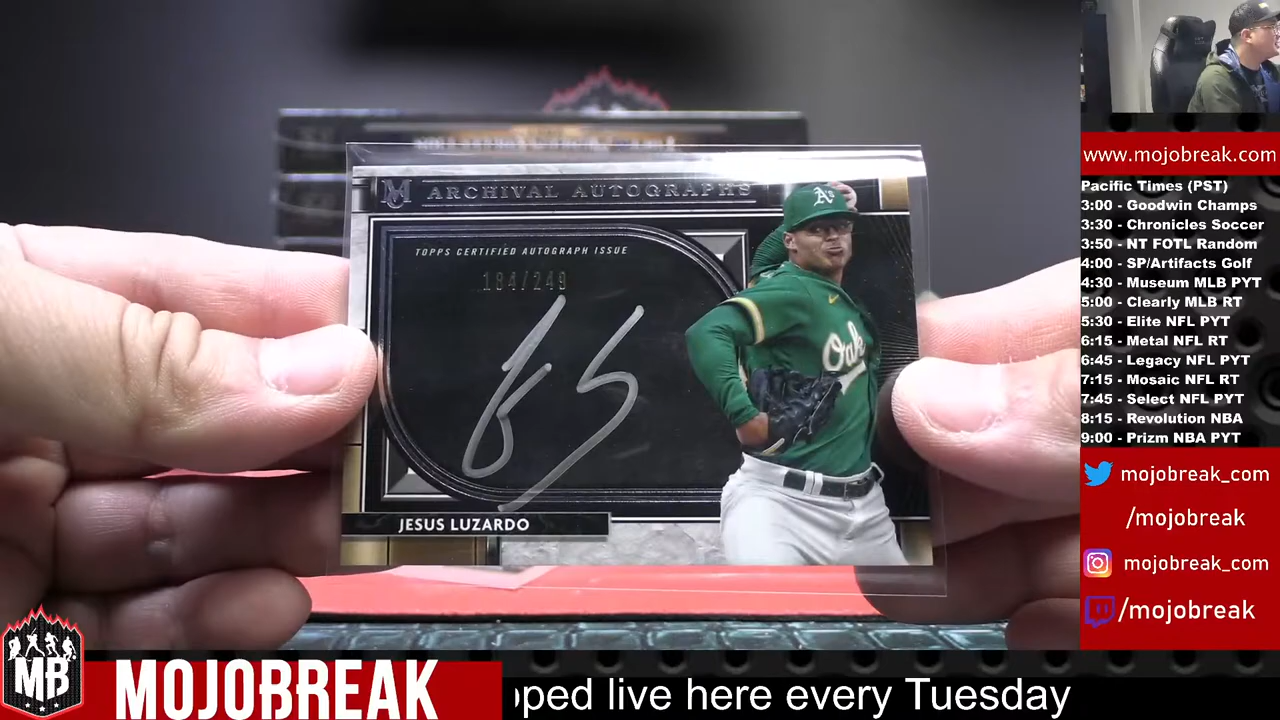 ARCHIVAL AUTOGRAPHS
A's
TOPPS CERTIFIED AUTOGRAPH ISSUE
184/249
Oak
JESUS LUZARDO
www.mojobreak.com
Pacific Times (PST)
3:00 - Goodwin Champs
3:30 - Chronicles Soccer
3:50 - NT FOTL Random
4:00 - SP/Artifacts Golf
4:30 - Museum MLB PYT
5:00 - Clearly MLB RT
5:30 - Elite NFL PYT
6:15 - Metal NFL RT
6:45 - Legacy NFL PYT
7:15 - Mosaic NFL RT
7:45 - Select NFL PYT
8:15 - Revolution NBA
9:00 - Prizm NBA PYT
mojobreak_com
/mojobreak
mojobreak_com
/mojobreak
MB
MOJOBREAK
pped live here every Tuesday